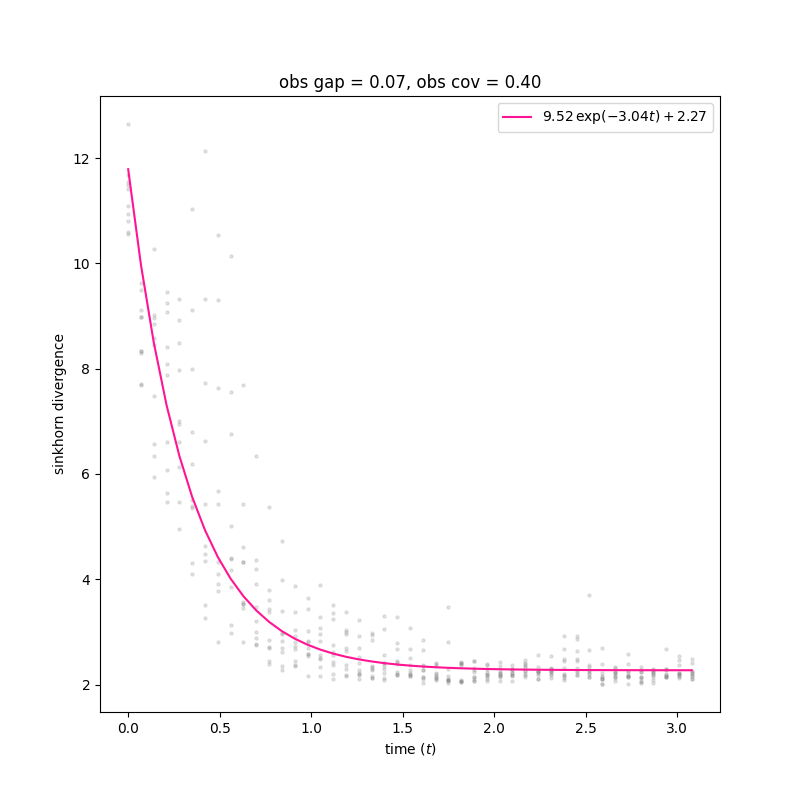 obs gap = 0.07, obs cov = 0.40
9.52 exp(−3.04t) + 2.27
sinkhorn divergence
12
10
8
6
4
2
0.0 0.5 1.0 1.5 2.0 2.5 3.0
time (t)